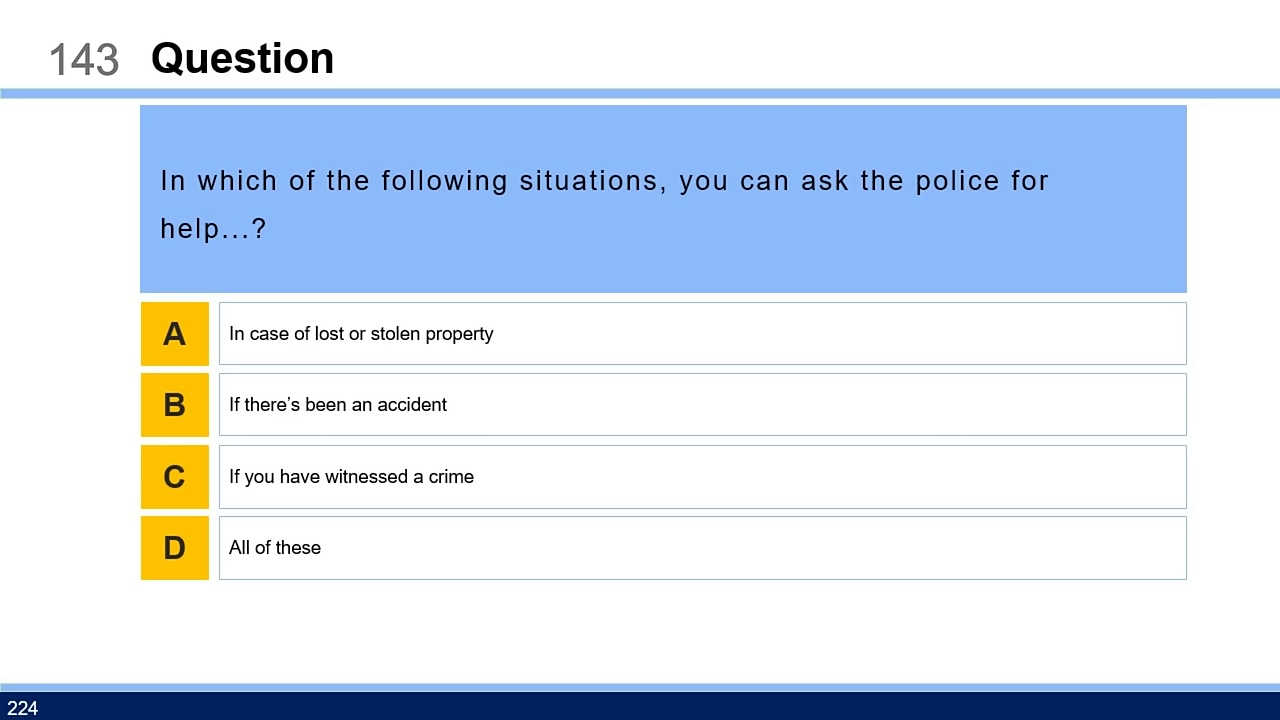 143 Question
In which of the following situations, you can ask the police for
help...?
A In case of lost or stolen property
B If there’s been an accident
C If you have witnessed a crime
D All of these
224